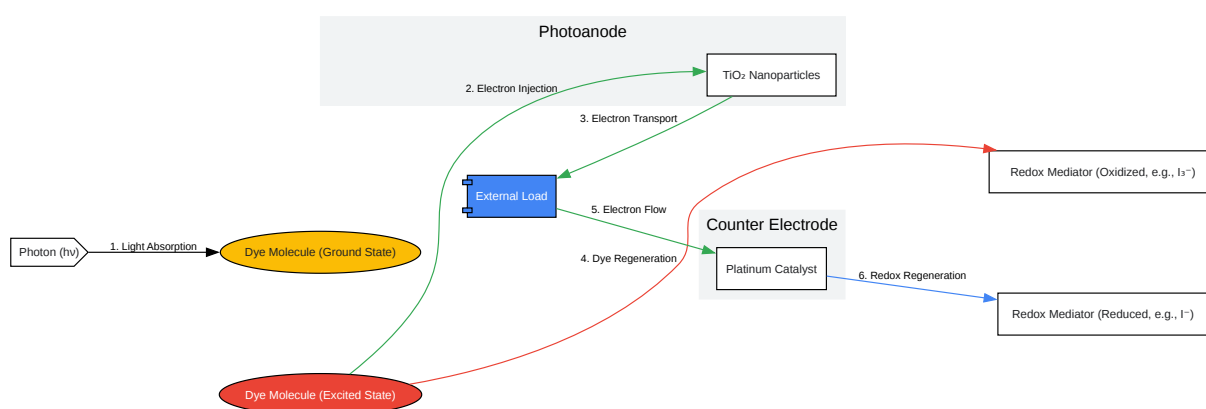 Photoanode
TiO₂ Nanoparticles
2. Electron Injection
3. Electron Transport
Redox Mediator (Oxidized, e.g., I₃⁻)
External Load
5. Electron Flow
Counter Electrode
Photon (hν)
1. Light Absorption
Dye Molecule (Ground State)
4. Dye Regeneration
Platinum Catalyst
6. Redox Regeneration
Redox Mediator (Reduced, e.g., I⁻)
Dye Molecule (Excited State)